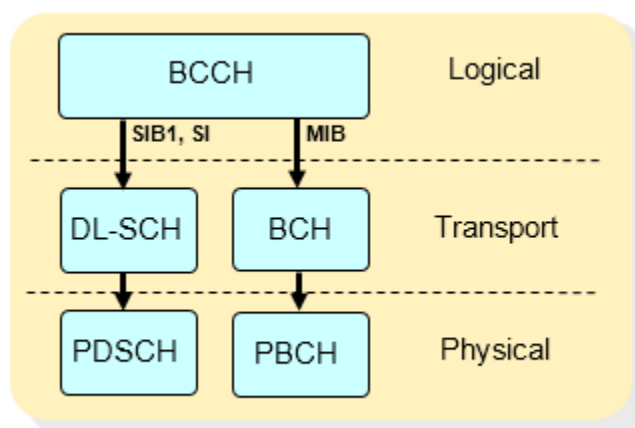 BCCH Logical
SIB1, SI MIB
DL-SCH BCH Transport
PDSCH PBCH Physical